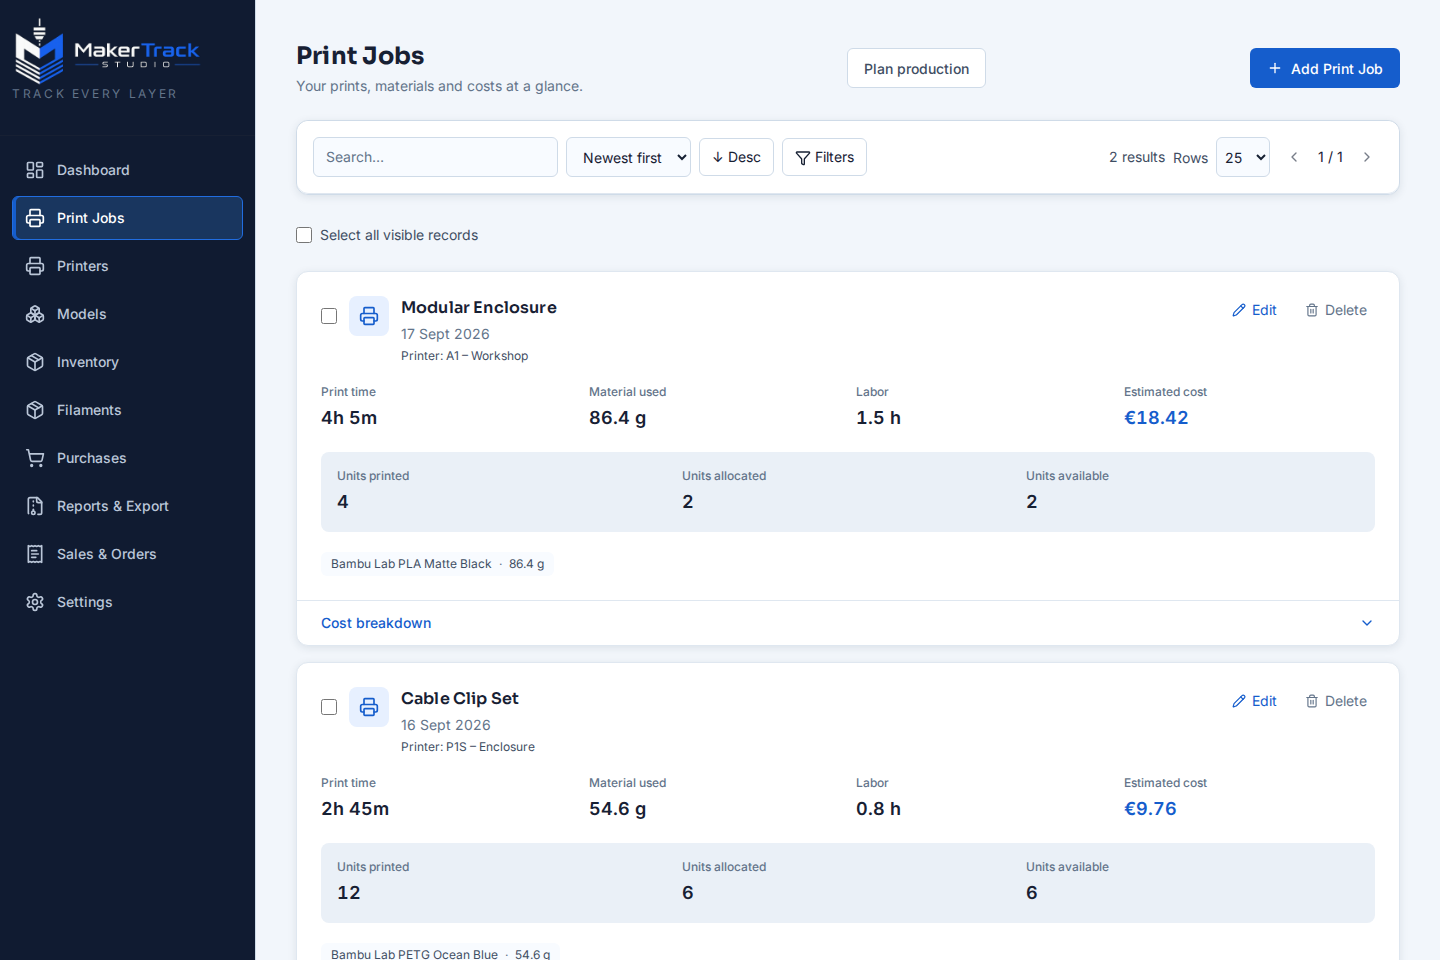 MakerTrack
STUDIO
TRACK EVERY LAYER
Dashboard
Print Jobs
Printers
Models
Inventory
Filaments
Purchases
Reports & Export
Sales & Orders
Settings
Print Jobs
Your prints, materials and costs at a glance.
Plan production
Add Print Job
Search...
Newest first
↓ Desc
Filters
2 results Rows 25 1 / 1
Select all visible records
Modular Enclosure
17 Sept 2026
Printer: A1 – Workshop
Edit Delete
Print time Material used Labor Estimated cost
4h 5m 86.4 g 1.5 h €18.42
Units printed Units allocated Units available
4 2 2
Bambu Lab PLA Matte Black · 86.4 g
Cost breakdown
Cable Clip Set
16 Sept 2026
Printer: P1S – Enclosure
Edit Delete
Print time Material used Labor Estimated cost
2h 45m 54.6 g 0.8 h €9.76
Units printed Units allocated Units available
12 6 6
Bambu Lab PETG Ocean Blue · 54.6 g